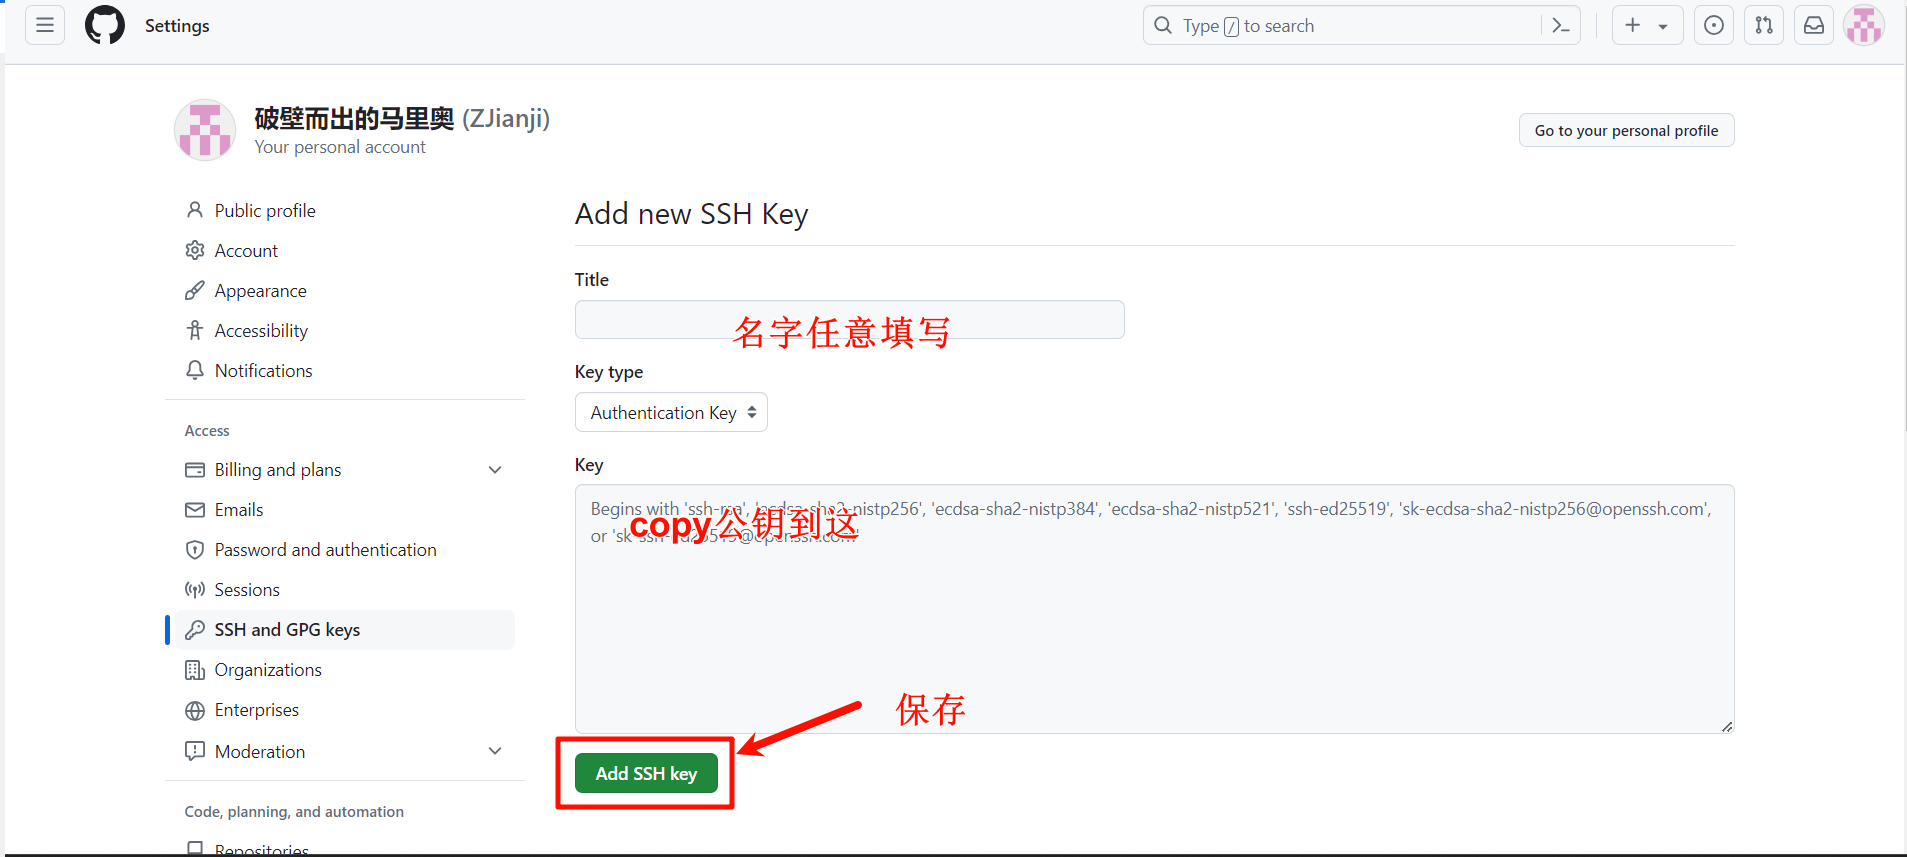 Settings
Type / to search
破壁而出的马里奥 (ZJianji)
Your personal account
Go to your personal profile
Public profile
Account
Appearance
Accessibility
Notifications
Access
Billing and plans
Emails
Password and authentication
Sessions
SSH and GPG keys
Organizations
Enterprises
Moderation
Code, planning, and automation
Repositories
Add new SSH Key
Title
名字任意填写
Key type
Authentication Key
Key
Begins with 'ssh-rsa', 'ecdsa-sha2-nistp256', 'ecdsa-sha2-nistp384', 'ecdsa-sha2-nistp521', 'ssh-ed25519', 'sk-ecdsa-sha2-nistp256@openssh.com',
or 'sk-ssh-ed25519@openssh.com'
copy公钥到这
保存
Add SSH key